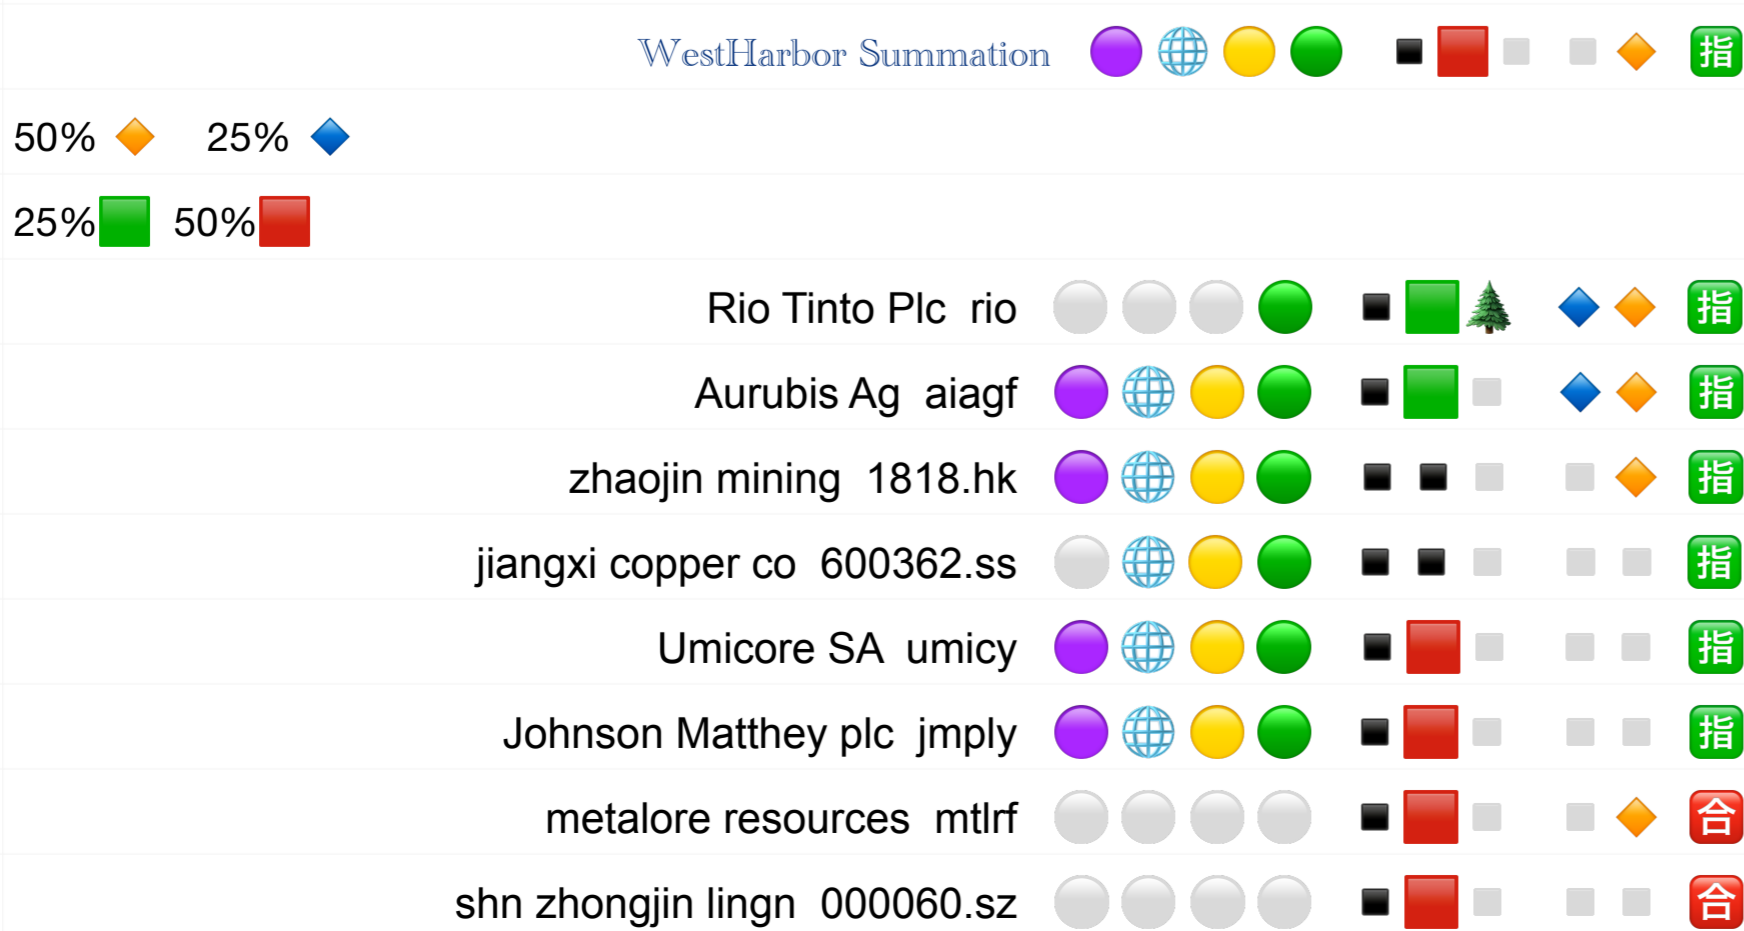 WestHarbor Summation 指
50% 25%
25% 50%
Rio Tinto Plc rio 指
Aurubis Ag aiagf 指
zhaojin mining 1818.hk 指
jiangxi copper co 600362.ss 指
Umicore SA umicy 指
Johnson Matthey plc jmply 指
metalore resources mtlrf 合
shn zhongjin lingn 000060.sz 合